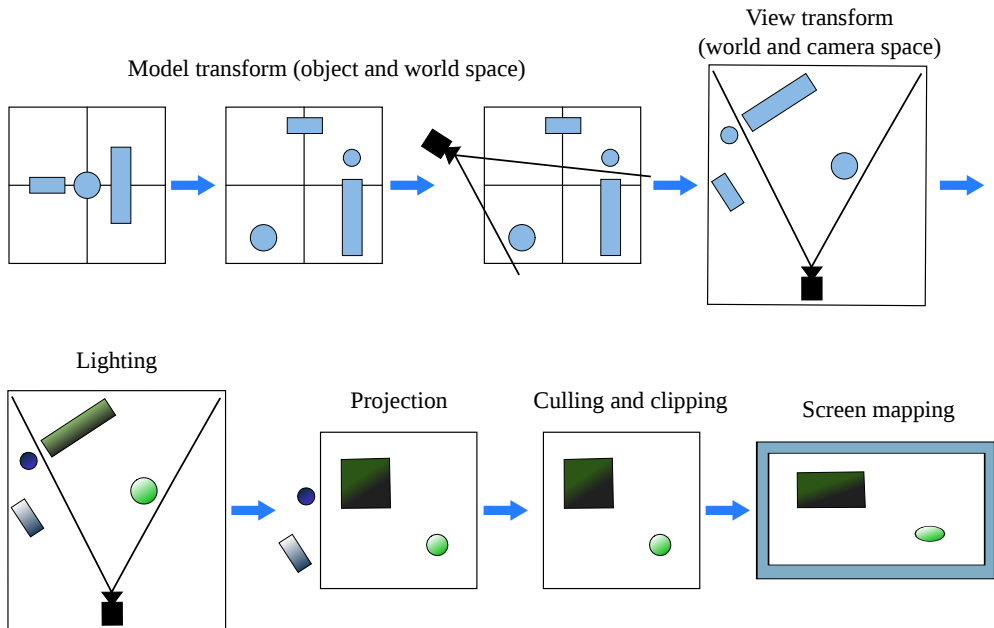 Model transform (object and world space)
View transform
(world and camera space)
Lighting
Projection
Culling and clipping
Screen mapping